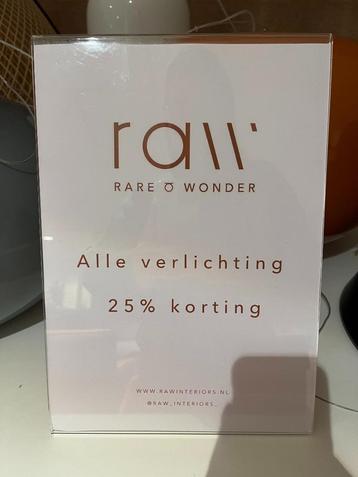 raw
RARE O WONDER
Alle verlichting
25% korting
WWW.RAWINTERIORS.NL
@RAW_INTERIORS_